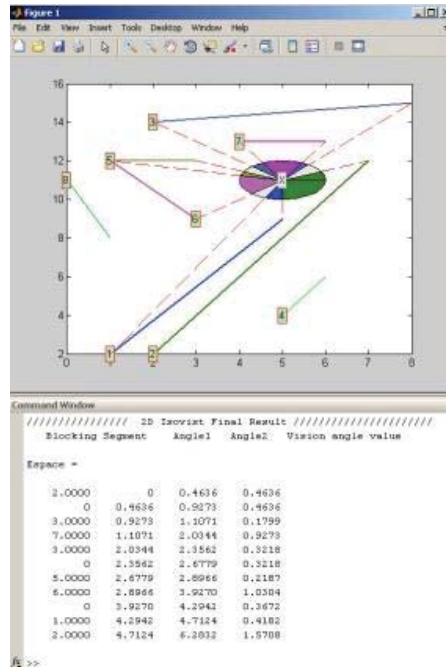 Figure 1
File Edit View Insert Tools Desktop Window Help
16
14
12
10
8
6
4
2
3
7
5
8
X
6
4
1
2
0 1 2 3 4 5 6 7 8
Command Window
///////////////// 2D Isovist Final Result //////////////////////
Blocking Segment Angle1 Angle2 Vision angle value
Espace =
2.0000 0 0.4636 0.4636
0 0.4636 0.9273 0.4636
3.0000 0.9273 1.1071 0.1799
7.0000 1.1071 2.0344 0.9273
3.0000 2.0344 2.3562 0.3218
0 2.3562 2.6779 0.3218
5.0000 2.6779 2.8966 0.2187
6.0000 2.8966 3.9270 1.0304
0 3.9270 4.2942 0.3672
1.0000 4.2942 4.7124 0.4182
2.0000 4.7124 6.2832 1.5708
fx >>